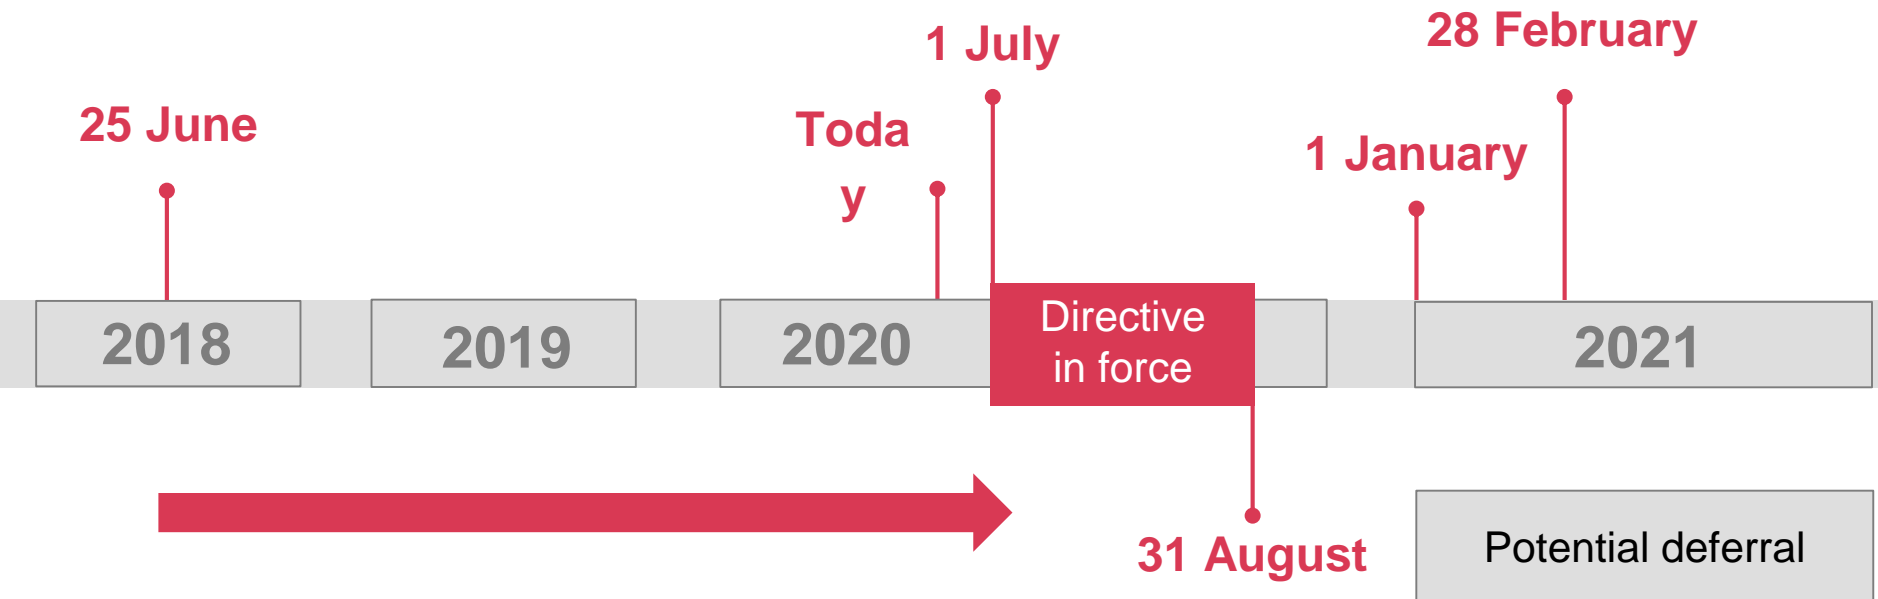 25 June
Toda
y
1 July
1 January
28 February
2018
2019
2020
Directive
in force
2021
31 August
Potential deferral